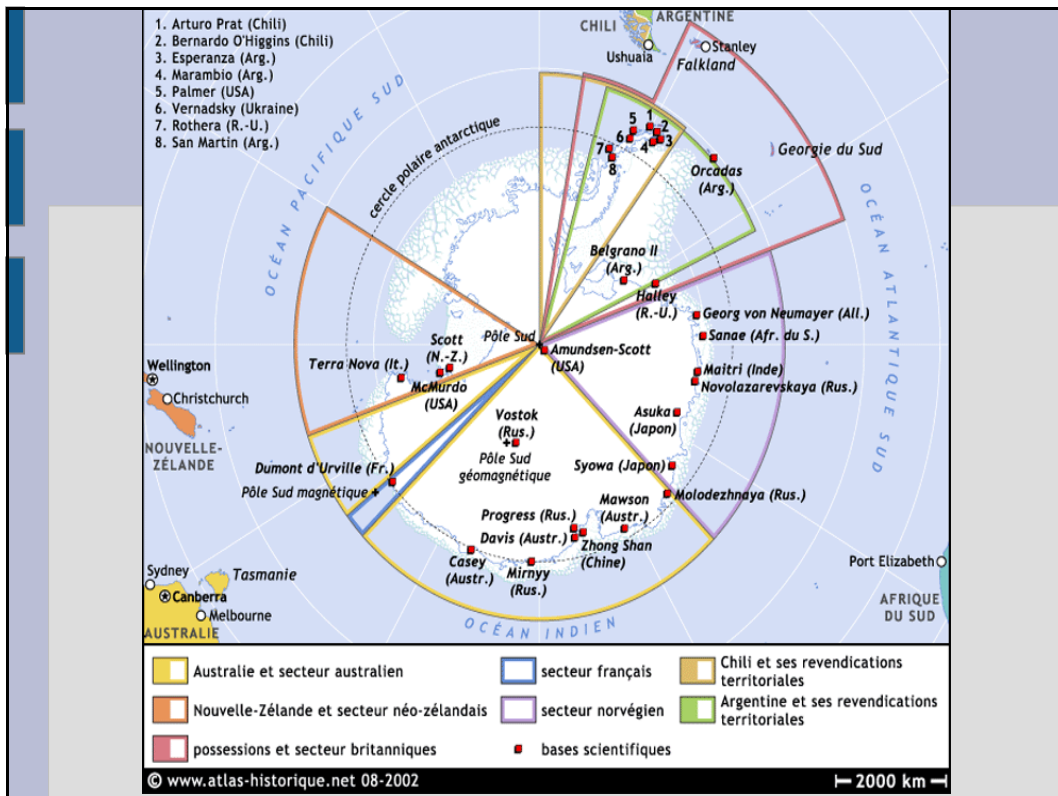 1. Arturo Prat (Chili)
2. Bernardo O'Higgins (Chili)
3. Esperanza (Arg.)
4. Marambio (Arg.)
5. Palmer (USA)
6. Vernadsky (Ukraine)
7. Rothera (R.-U.)
8. San Martin (Arg.)
CHILI
ARGENTINE
Ushuaia
Stanley
Falkland
OCÉAN PACIFIQUE SUD
cercle polaire antarctique
5
1
2
6
4
3
7
8
Orcadas
(Arg.)
Georgie du Sud
OCÉAN ATLANTIQUE SUD
Belgrano II
(Arg.)
Halley
(R.-U.)
Georg von Neumayer (All.)
Sanae (Afr. du S.)
Pôle Sud
Amundsen-Scott
(USA)
Scott
(N.-Z.)
Terra Nova (It.)
McMurdo
(USA)
Maitri (Inde)
Novolazarevskaya (Rus.)
Wellington
Christchurch
NOUVELLE-
ZÉLANDE
Vostok
(Rus.)
Pôle Sud
géomagnétique
Asuka
(Japon)
Syowa (Japon)
Dumont d'Urville (Fr.)
Pôle Sud magnétique
Molodezhnaya (Rus.)
Mawson
(Austr.)
Progress (Rus.)
Davis (Austr.)
Zhong Shan
(Chine)
Casey
(Austr.)
Mirnyy
(Rus.)
OCÉAN INDIEN
Sydney
Tasmanie
Canberra
Melbourne
AUSTRALIE
Port Elizabeth
AFRIQUE
DU SUD
Australie et secteur australien
secteur français
Chili et ses revendications
territoriales
Nouvelle-Zélande et secteur néo-zélandais
secteur norvégien
Argentine et ses revendications
territoriales
possessions et secteur britanniques
bases scientifiques
© www.atlas-historique.net 08-2002
2000 km